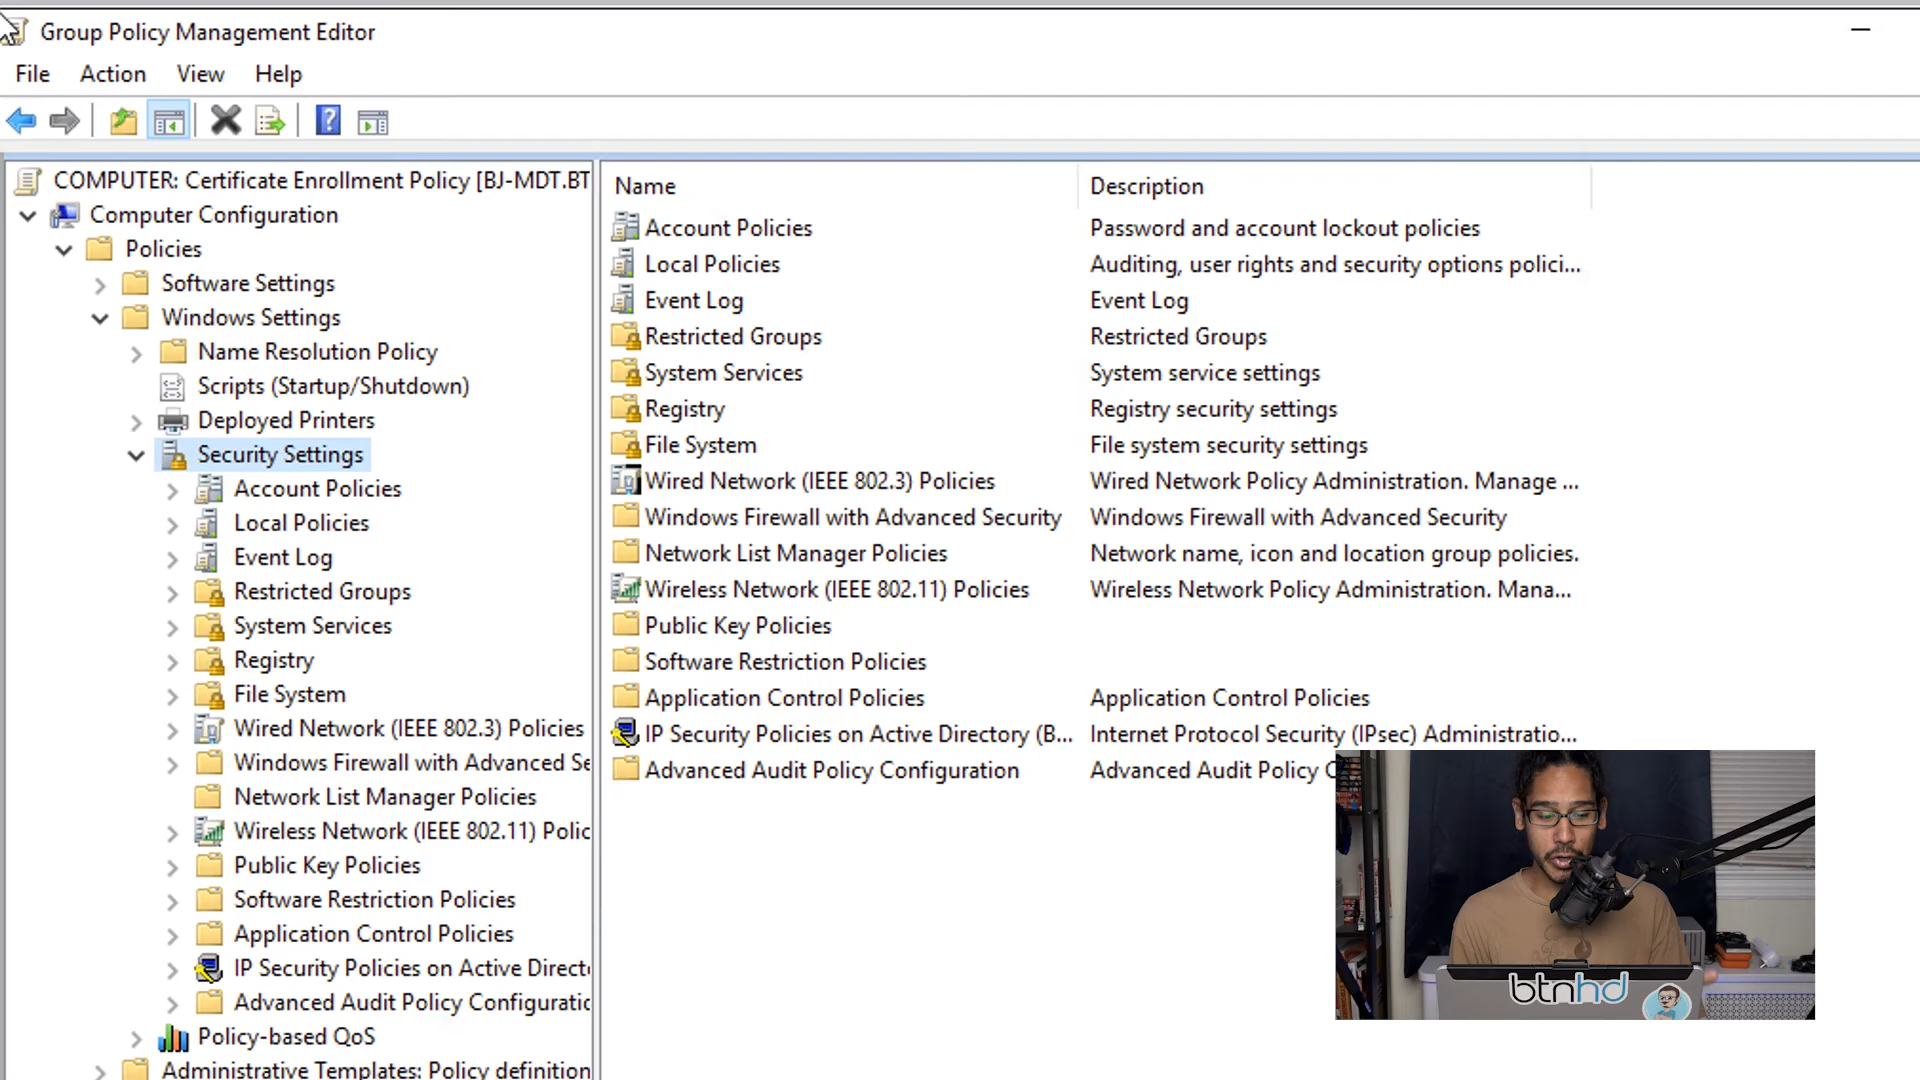 Group Policy Management Editor
File Action View Help
COMPUTER: Certificate Enrollment Policy [BJ-MDT.BT
Computer Configuration
Policies
Software Settings
Windows Settings
Name Resolution Policy
Scripts (Startup/Shutdown)
Deployed Printers
Security Settings
Account Policies
Local Policies
Event Log
Restricted Groups
System Services
Registry
File System
Wired Network (IEEE 802.3) Policies
Windows Firewall with Advanced Se
Network List Manager Policies
Wireless Network (IEEE 802.11) Polic
Public Key Policies
Software Restriction Policies
Application Control Policies
IP Security Policies on Active Direct
Advanced Audit Policy Configuratio
Policy-based QoS
Administrative Templates: Policy definition
Name Description
Account Policies Password and account lockout policies
Local Policies Auditing, user rights and security options polici...
Event Log Event Log
Restricted Groups Restricted Groups
System Services System service settings
Registry Registry security settings
File System File system security settings
Wired Network (IEEE 802.3) Policies Wired Network Policy Administration. Manage ...
Windows Firewall with Advanced Security Windows Firewall with Advanced Security
Network List Manager Policies Network name, icon and location group policies.
Wireless Network (IEEE 802.11) Policies Wireless Network Policy Administration. Mana...
Public Key Policies
Software Restriction Policies
Application Control Policies Application Control Policies
IP Security Policies on Active Directory (B... Internet Protocol Security (IPsec) Administratio...
Advanced Audit Policy Configuration Advanced Audit Policy C
btnhd